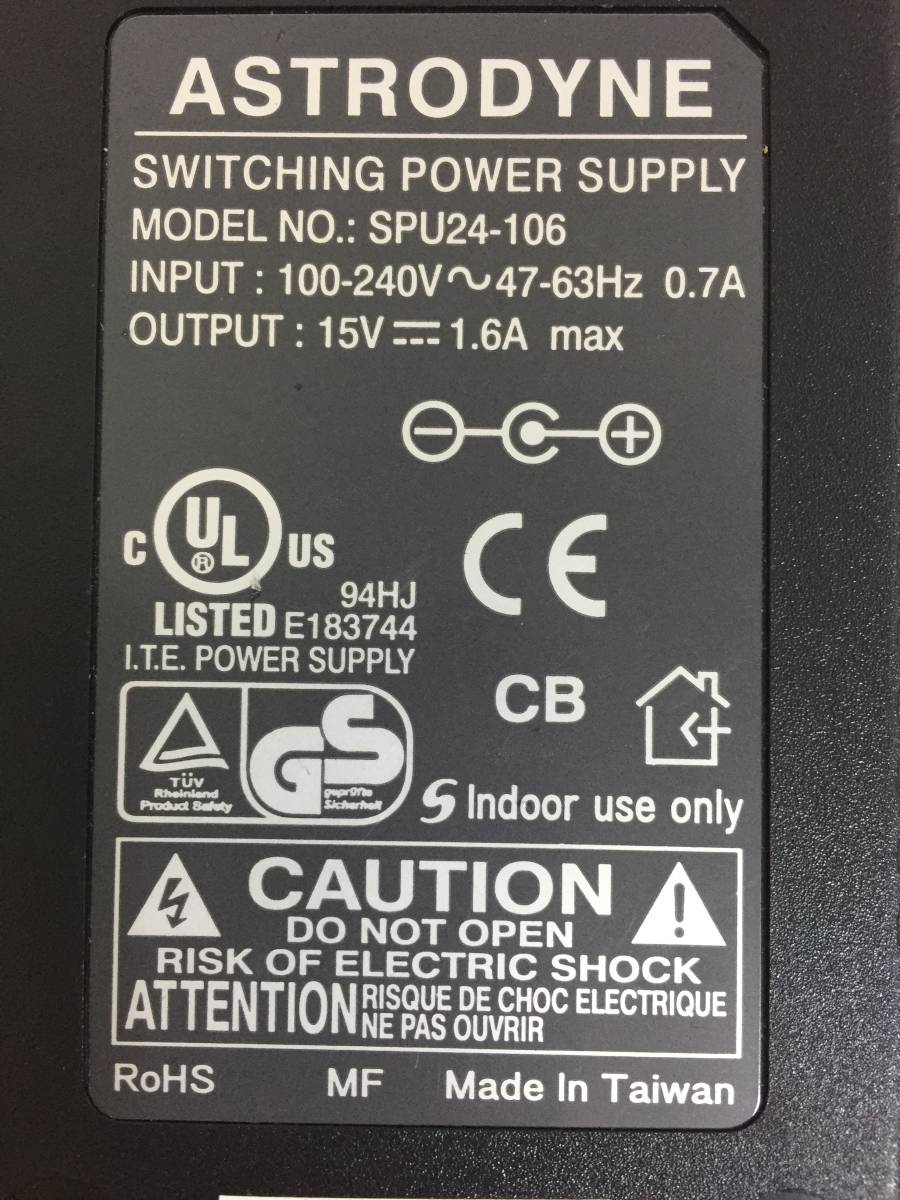 ASTRODYNE
SWITCHING POWER SUPPLY
MODEL NO.: SPU24-106
INPUT : 100-240V～47-63Hz 0.7A
OUTPUT : 15V⎓1.6A max
C UL® US
94HJ
LISTED E183744
I.T.E. POWER SUPPLY
CE
CB
TÜV
Rheinland
Product Safety
GS
geprüfte
Sicherheit
S Indoor use only
CAUTION
DO NOT OPEN
RISK OF ELECTRIC SHOCK
ATTENTION RISQUE DE CHOC ELECTRIQUE
NE PAS OUVRIR
RoHS MF Made In Taiwan